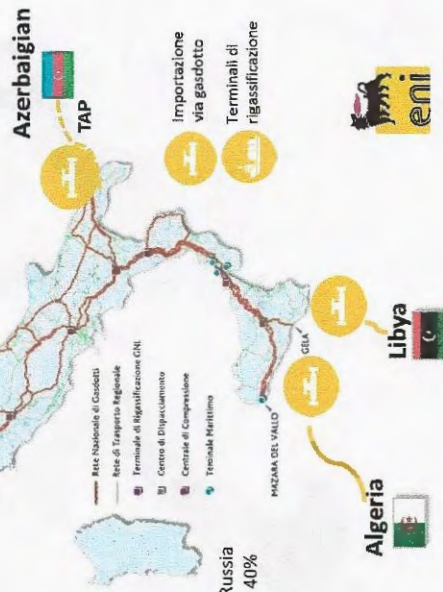 Azerbaigian
TAP
Importazione
via gasdotto
Terminali di
rigassificazione
Rete Nazionale di Gasdotti
Rete di Trasporto Regionale
Terminale di Rigassificazione GNL
Centro di Dispacciamento
Centrale di Compressione
Teminale Marittimo
MAZARA DEL VALLO
GELA
Russia
40%
Algeria
Libya
eni